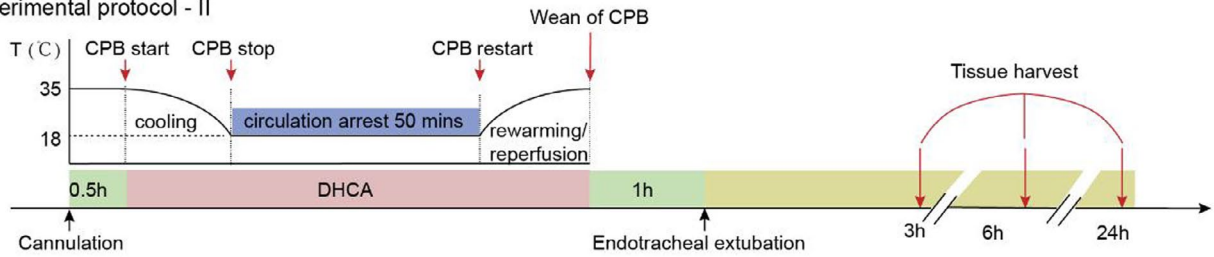 erimental protocol - II
Wean of CPB
T (℃) CPB start CPB stop CPB restart
Tissue harvest
35
cooling circulation arrest 50 mins
18 rewarming/
reperfusion
0.5h DHCA 1h
3h 6h 24h
Cannulation Endotracheal extubation